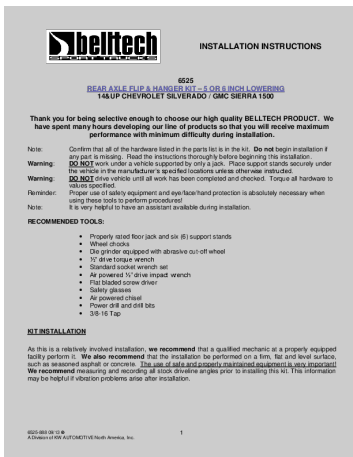 belltech
SPORT TRUCKS
INSTALLATION INSTRUCTIONS
6525
REAR AXLE FLIP & HANGER KIT – 5 OR 6 INCH LOWERING
14&UP CHEVROLET SILVERADO / GMC SIERRA 1500
Thank you for being selective enough to choose our high quality BELLTECH PRODUCT. We
have spent many hours developing our line of products so that you will receive maximum
performance with minimum difficulty during installation.
Note: Confirm that all of the hardware listed in the parts list is in the kit. Do not begin installation if
any part is missing. Read the instructions thoroughly before beginning this installation.
Warning: DO NOT work under a vehicle supported by only a jack. Place support stands securely under
the vehicle in the manufacturer's specified locations unless otherwise instructed.
Warning: DO NOT drive vehicle until all work has been completed and checked. Torque all hardware to
values specified.
Reminder: Proper use of safety equipment and eye/face/hand protection is absolutely necessary when
using these tools to perform procedures!
Note: It is very helpful to have an assistant available during installation.
RECOMMENDED TOOLS:
• Properly rated floor jack and six (6) support stands
• Wheel chocks
• Die grinder equipped with abrasive cut-off wheel
• ½" drive torque wrench
• Standard socket wrench set
• Air powered ½" drive impact wrench
• Flat bladed screw driver
• Safety glasses
• Air powered chisel
• Power drill and drill bits
• 3/8-16 Tap
KIT INSTALLATION
As this is a relatively involved installation, we recommend that a qualified mechanic at a properly equipped
facility perform it. We also recommend that the installation be performed on a firm, flat and level surface,
such as seasoned asphalt or concrete. The use of safe and properly maintained equipment is very important!
We recommend measuring and recording all stock driveline angles prior to installing this kit. This information
may be helpful if vibration problems arise after installation.
A Division of KW AUTOMOTIVE North America, Inc.
1